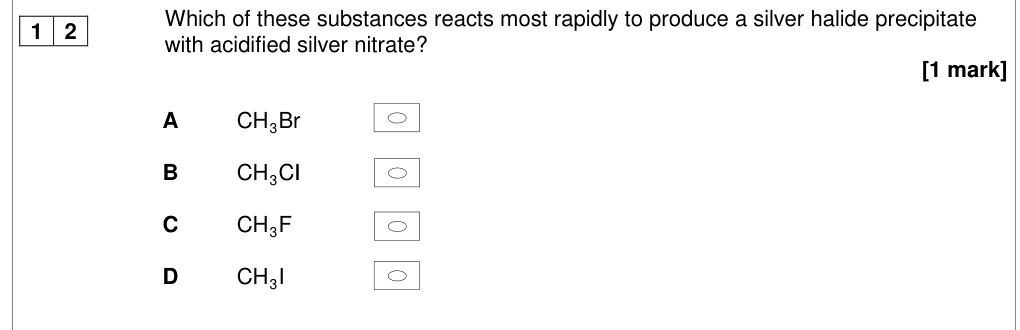 1 2 Which of these substances reacts most rapidly to produce a silver halide precipitate
with acidified silver nitrate?
[1 mark]
A CH₃Br
B CH₃Cl
C CH₃F
D CH₃I